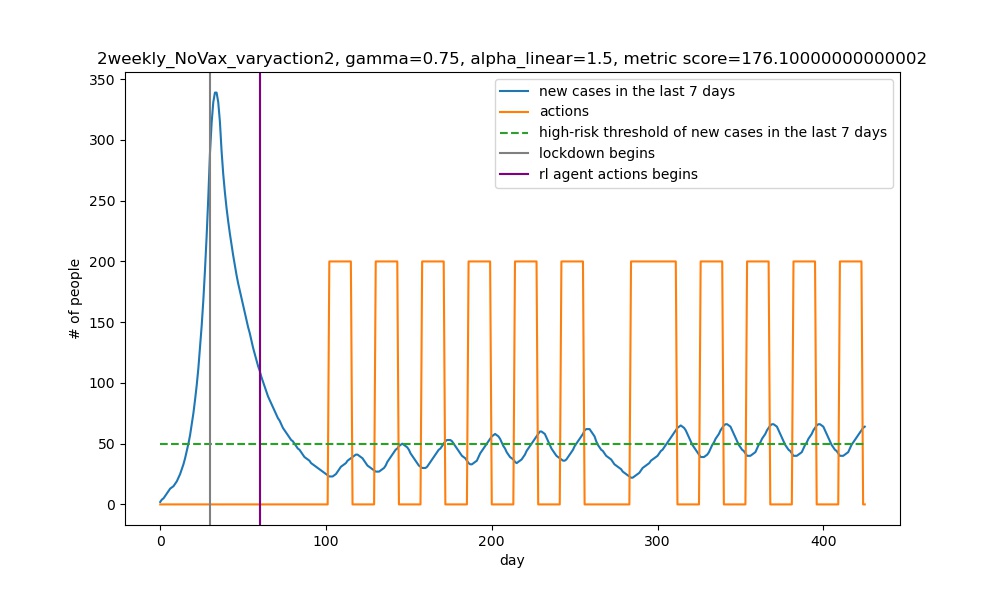 2weekly_NoVax_varyaction2, gamma=0.75, alpha_linear=1.5, metric score=176.10000000000002
new cases in the last 7 days
actions
high-risk threshold of new cases in the last 7 days
lockdown begins
rl agent actions begins
# of people
350
300
250
200
150
100
50
0
0 100 200 300 400
day